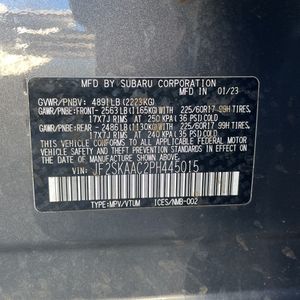 MFD BY SUBARU CORPORATION 01/23
GVWR/PNBV: 4891LB(2223KG)
GAWR/PNBE:FRONT-2563LB(1165KG)WITH 225/60R17 99H TIRES,
17X7J RIMS, AT 250 KPA(36 PSI)COLD
GAWR/PNBE:REAR -2486LB(1130KG)WITH 225/60R17 99H TIRES,
17X7J RIMS, AT 240 KPA(35 PSI)COLD
THIS VEHICLE CONFORMS TO ALL APPLICABLE FEDERAL MOTOR
VEHICLE SAFETY, BUMPER, AND THEFT PREVENTION STANDARDS
IN EFFECT ON THE DATE OF MANUFACTURE SHOWN ABOVE.
VIN: JF2SKAAC2PH445015
TYPE:MPV/VTUM ICES/NMB-002